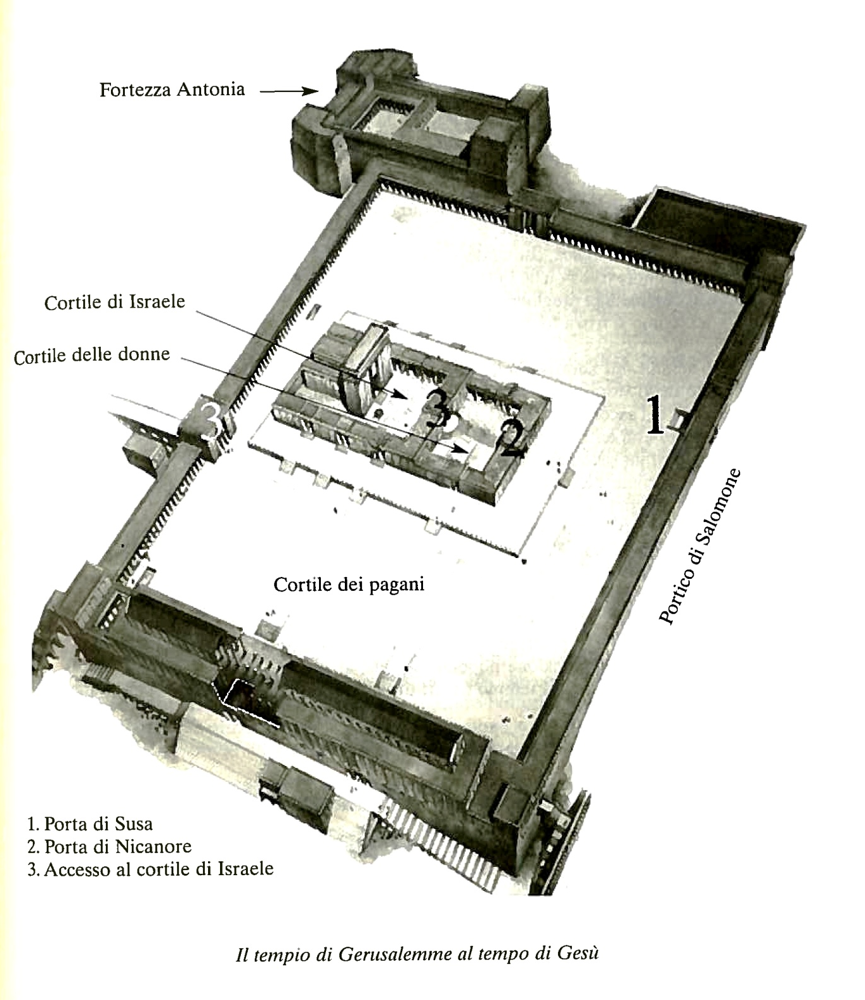 Fortezza Antonia
Cortile di Israele
Cortile delle donne
3
3
2
1
Portico di Salomone
Cortile dei pagani
1. Porta di Susa
2. Porta di Nicanore
3. Accesso al cortile di Israele
Il tempio di Gerusalemme al tempo di Gesù